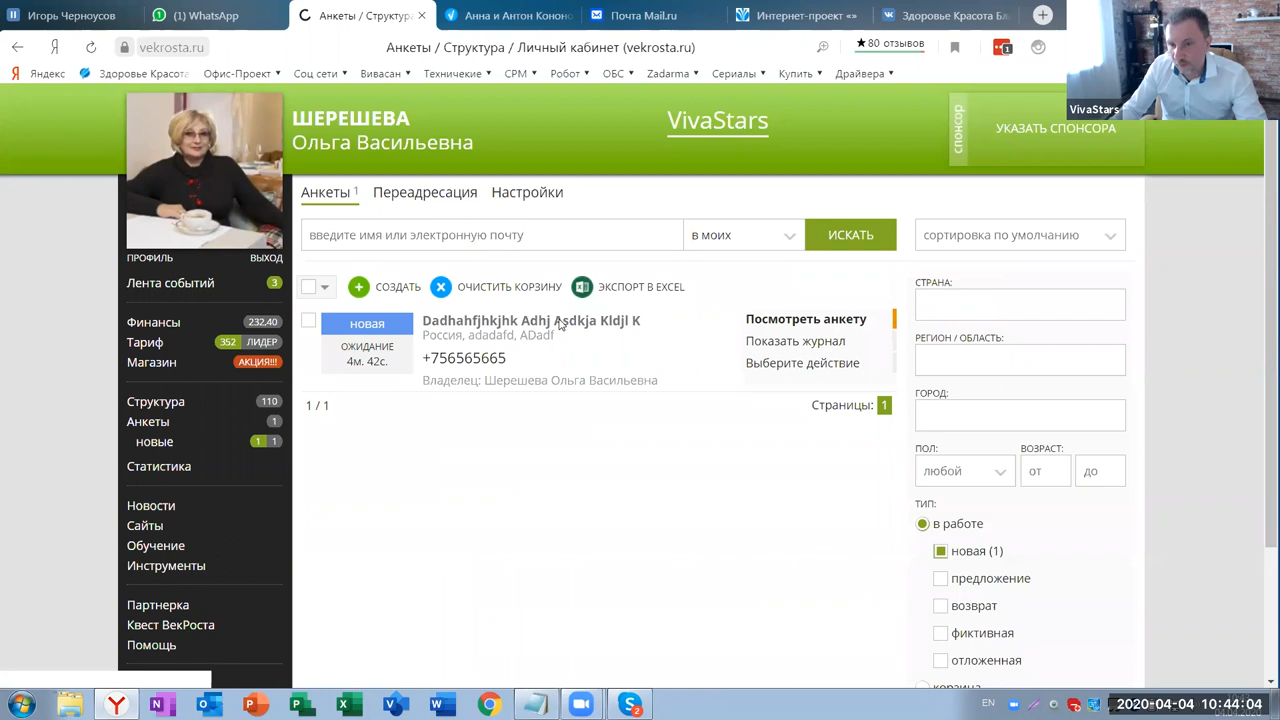 Игорь Черноусов
(1) WhatsApp
Анкеты / Структура
Анна и Антон Конон
Почта Mail.ru
Интернет-проект «»
Здоровье Красота Бл
vekrosta.ru
Анкеты / Структура / Личный кабинет (vekrosta.ru)
★80 отзывов
1
Яндекс
Здоровье Красота
Офис-Проект
Соц сети
Вивасан
Техничекие
СРМ
Робот
ОБС
Zadarma
Сериалы
Купить
Драйвера
VivaStars
ШЕРЕШЕВА
Ольга Васильевна
VivaStars
спонсор
УКАЗАТЬ СПОНСОРА
Анкеты 1
Переадресация
Настройки
введите имя или электронную почту
в моих
ИСКАТЬ
сортировка по умолчанию
ПРОФИЛЬ
ВЫХОД
Лента событий 3
Финансы 232,40
Тариф 352 ЛИДЕР
Магазин АКЦИЯ!!!
Структура 110
Анкеты 1
новые 1 1
Статистика
Новости
Сайты
Обучение
Инструменты
Партнерка
Квест ВекРоста
Помощь
СОЗДАТЬ
ОЧИСТИТЬ КОРЗИНУ
ЭКСПОРТ В EXCEL
новая
ОЖИДАНИЕ
4м. 42с.
Dadhahfjhkjhk Adhj Asdkja Kldjl K
Россия, adadafd, ADadf
+756565665
Владелец: Шерешева Ольга Васильевна
Посмотреть анкету
Показать журнал
Выберите действие
1 / 1
Страницы: 1
СТРАНА:
РЕГИОН / ОБЛАСТЬ:
ГОРОД:
ПОЛ:
ВОЗРАСТ:
любой
от
до
ТИП:
в работе
новая (1)
предложение
возврат
фиктивная
отложенная
корзина
EN
2020-04-04 10:44:04